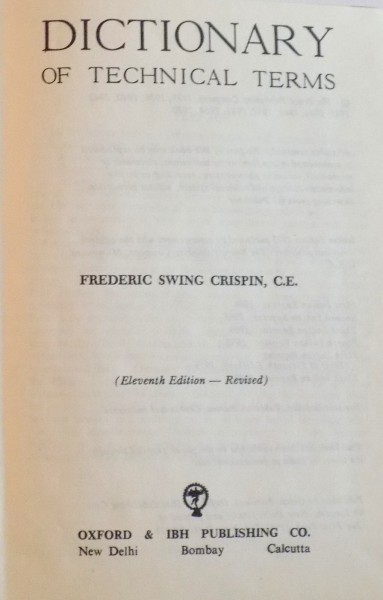 DICTIONARY
OF TECHNICAL TERMS
FREDERIC SWING CRISPIN, C.E.
(Eleventh Edition — Revised)
OXFORD & IBH PUBLISHING CO.
New Delhi Bombay Calcutta